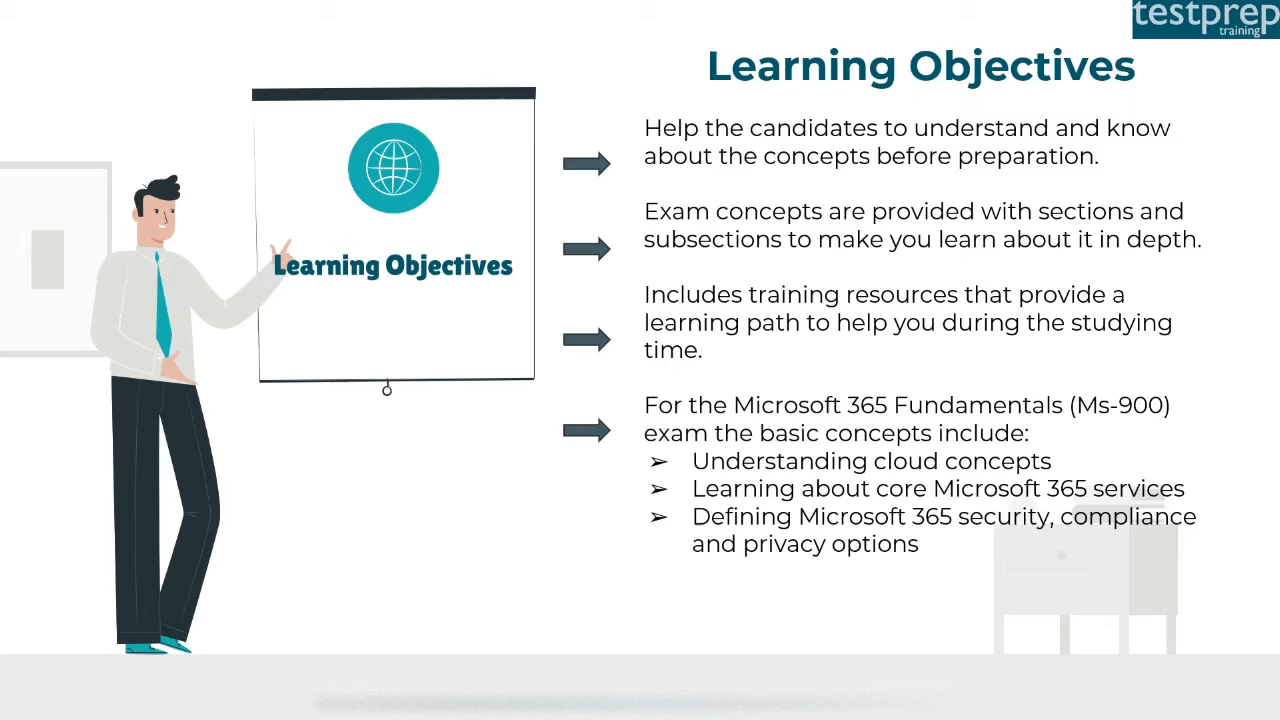 testprep
training
Learning Objectives
Learning Objectives
Help the candidates to understand and know
about the concepts before preparation.
Exam concepts are provided with sections and
subsections to make you learn about it in depth.
Includes training resources that provide a
learning path to help you during the studying
time.
For the Microsoft 365 Fundamentals (Ms-900)
exam the basic concepts include:
➢ Understanding cloud concepts
➢ Learning about core Microsoft 365 services
➢ Defining Microsoft 365 security, compliance
and privacy options